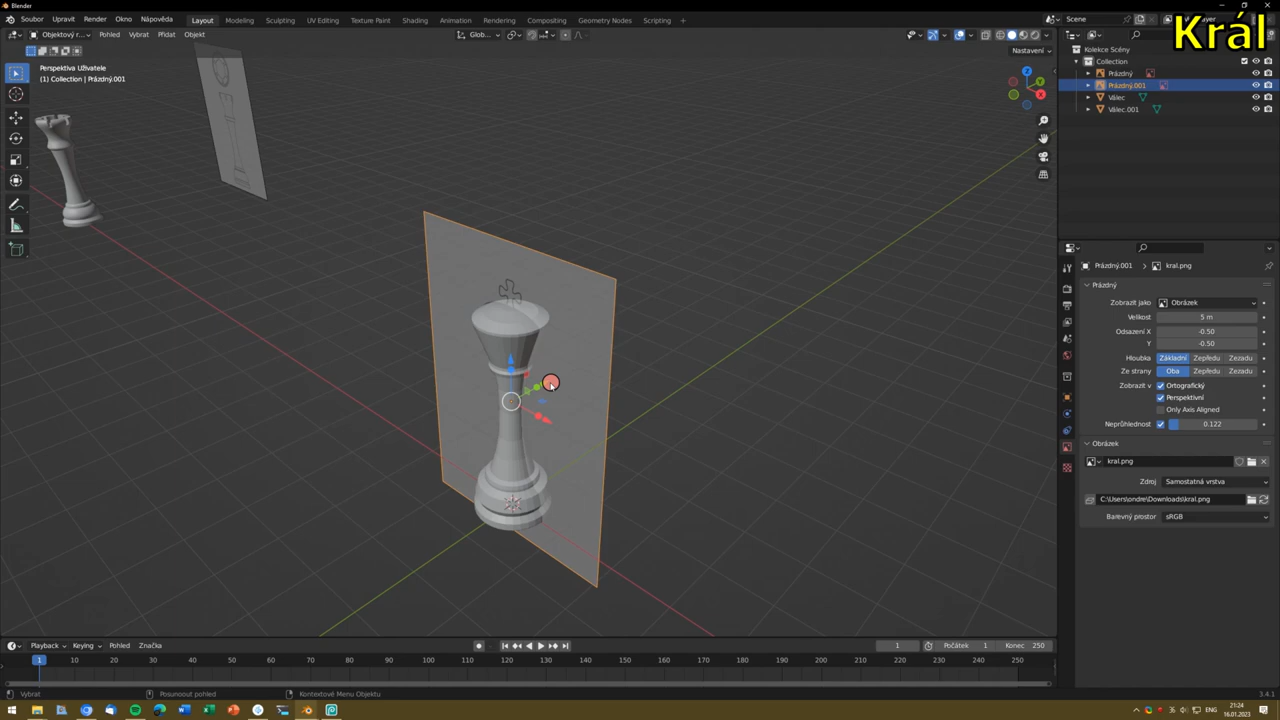 Blender
Soubor Upravit Render Okno Nápověda
Layout Modeling Sculpting UV Editing Texture Paint Shading Animation Rendering Compositing Geometry Nodes Scripting
Scene
Král
Objektový r... Pohled Vybrat Přidat Objekt
Glob...
Nastavení
Perspektiva Uživatele
(1) Collection | Prázdný.001
X
Y
Z
Kolekce Scény
Collection
Prázdný
Prázdný.001
Válec
Válec.001
Prázdný.001 > kral.png
Prázdný
Zobrazit jako Obrázek
Velikost 5 m
Odsazení X -0.50
Y -0.50
Hloubka Základní Zepředu Zezadu
Ze strany Oba Zepředu Zezadu
Zobrazit v Ortografický
Perspektivní
Only Axis Aligned
Neprůhlednost 0.122
Obrázek
kral.png
Zdroj Samostatná vrstva
C:\Users\ondre\Downloads\kral.png
Barevný prostor sRGB
Playback Keying Pohled Značka
1 Počátek 1 Konec 250
1 10 20 30 40 50 60 70 80 90 100 110 120 130 140 150 160 170 180 190 200 210 220 230 240 250
Vybrat Posunout pohled Kontextové Menu Objektu
3.4.1
ENG
21:24
16.01.2023